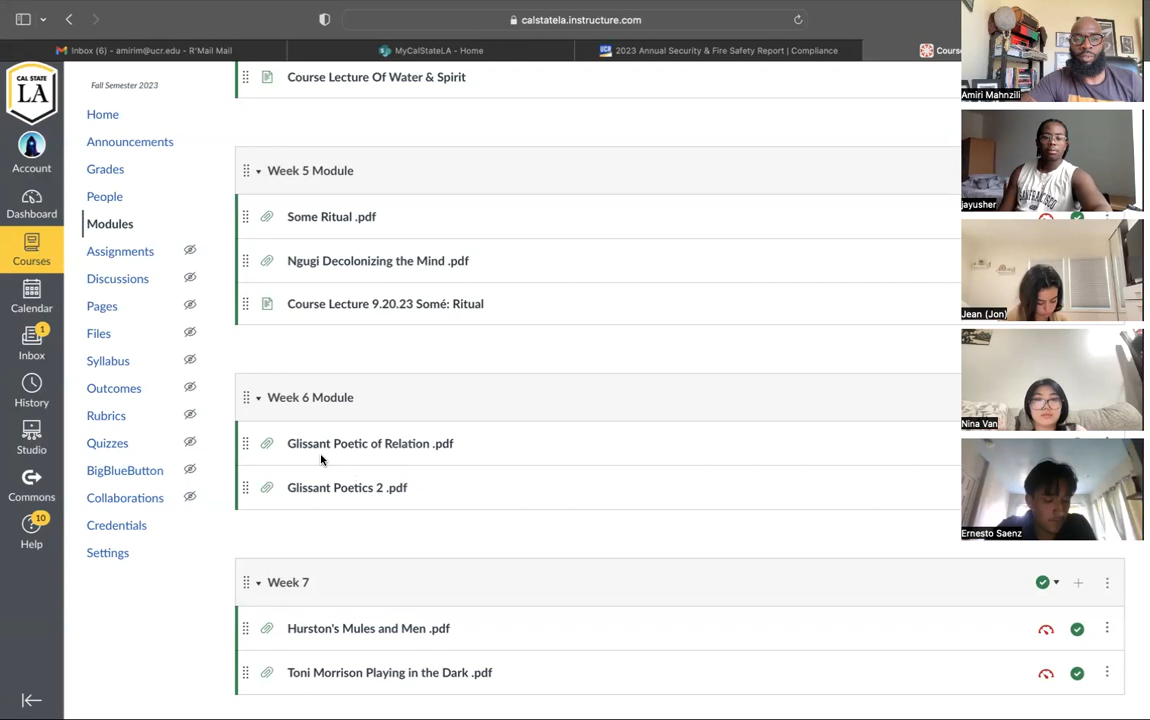 calstatela.instructure.com
Inbox (6) - amirim@ucr.edu - R'Mail Mail
MyCalStateLA - Home
2023 Annual Security & Fire Safety Report | Compliance
Cours
CAL STATE
LA
Account
Dashboard
Courses
Calendar
1
Inbox
History
Studio
Commons
10
Help
Fall Semester 2023
Home
Announcements
Grades
People
Modules
Assignments
Discussions
Pages
Files
Syllabus
Outcomes
Rubrics
Quizzes
BigBlueButton
Collaborations
Credentials
Settings
Course Lecture Of Water & Spirit
Week 5 Module
Some Ritual .pdf
Ngugi Decolonizing the Mind .pdf
Course Lecture 9.20.23 Somé: Ritual
Week 6 Module
Glissant Poetic of Relation .pdf
Glissant Poetics 2 .pdf
Week 7
Hurston's Mules and Men .pdf
Toni Morrison Playing in the Dark .pdf
Amiri Mahnzili
jayusher
SAN FRANCISCO
Jean (Jon)
Nina Van
Ernesto Saenz